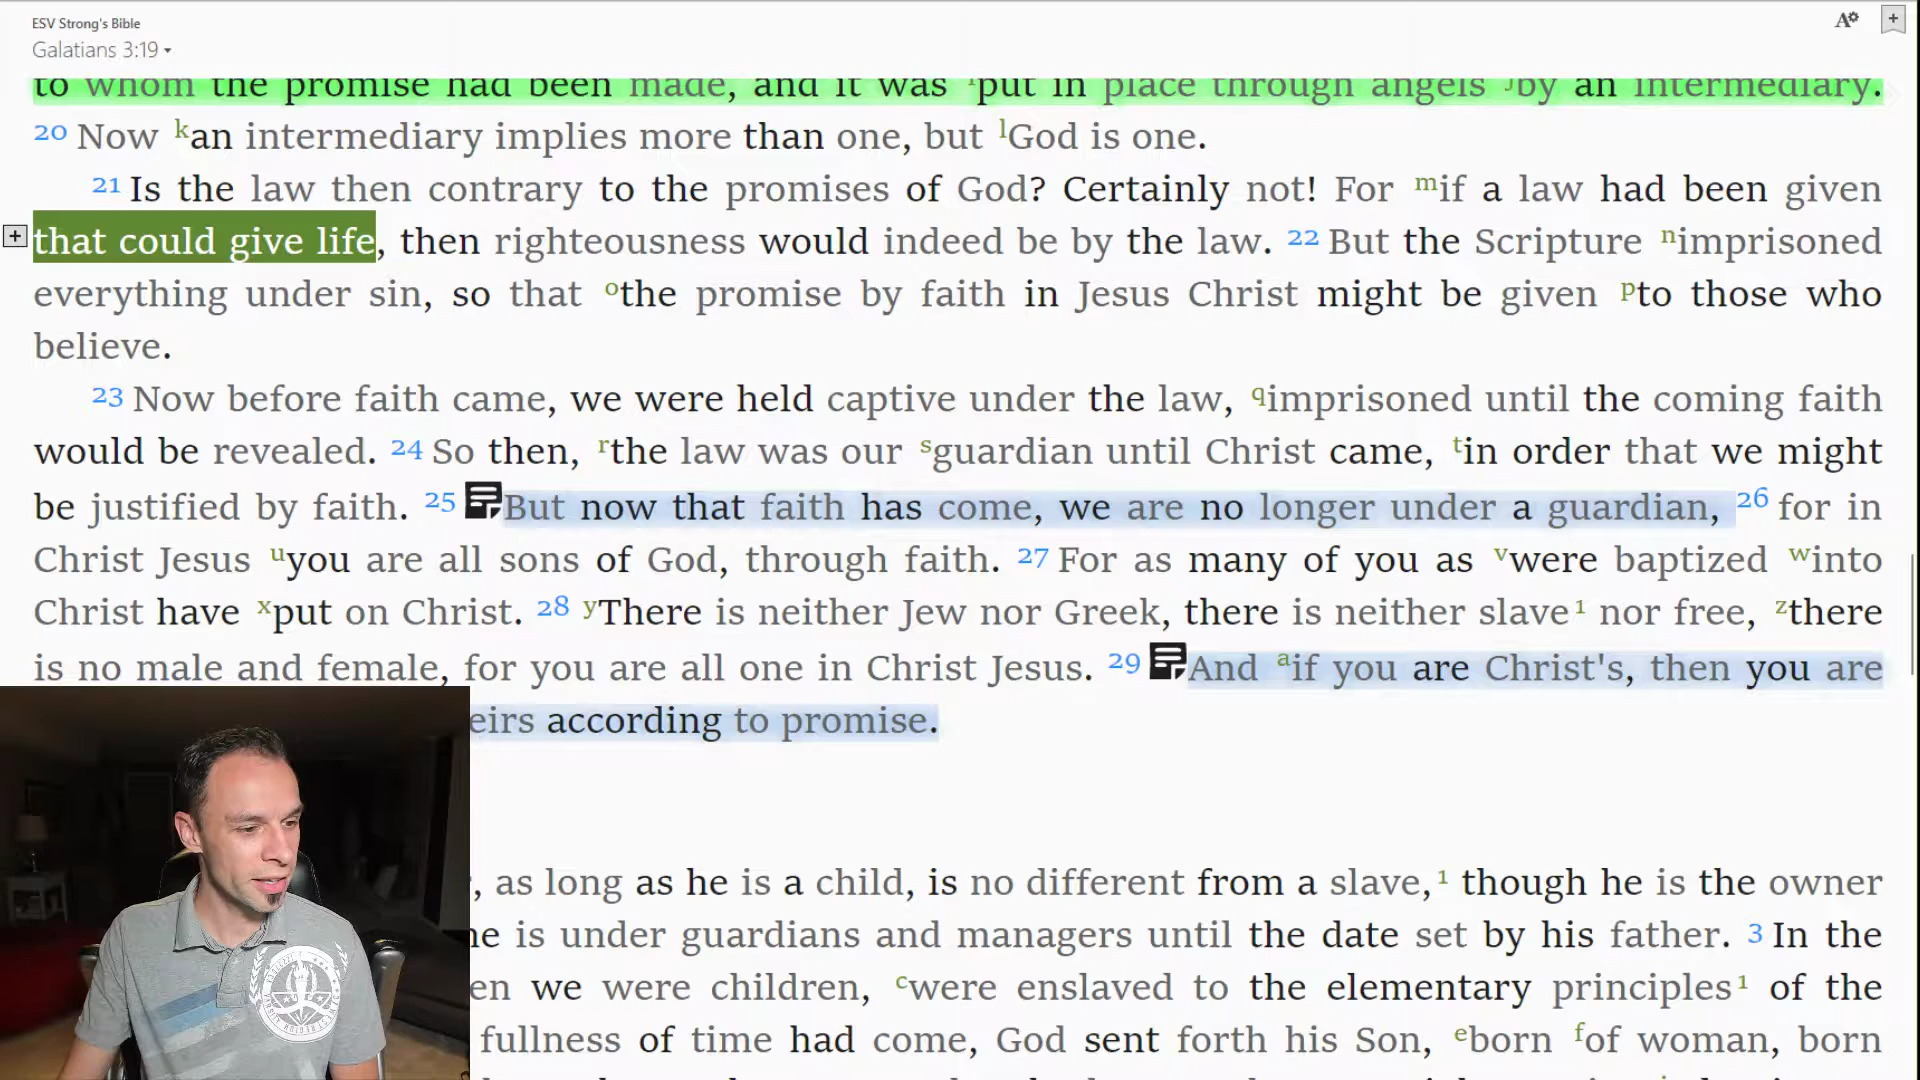 ESV Strong's Bible
Galatians 3:19
to whom the promise had been made, and it was ⁱput in place through angels ʲby an intermediary.
20 Now ᵏan intermediary implies more than one, but ˡGod is one.
21 Is the law then contrary to the promises of God? Certainly not! For ᵐif a law had been given
that could give life, then righteousness would indeed be by the law. 22 But the Scripture ⁿimprisoned
everything under sin, so that ᵒthe promise by faith in Jesus Christ might be given ᵖto those who
believe.
23 Now before faith came, we were held captive under the law, qimprisoned until the coming faith
would be revealed. 24 So then, ʳthe law was our ˢguardian until Christ came, ᵗin order that we might
be justified by faith. 25 But now that faith has come, we are no longer under a guardian, 26 for in
Christ Jesus ᵘyou are all sons of God, through faith. 27 For as many of you as ᵛwere baptized ʷinto
Christ have ˣput on Christ. 28 ʸThere is neither Jew nor Greek, there is neither slave¹ nor free, ᶻthere
is no male and female, for you are all one in Christ Jesus. 29 And ᵃif you are Christ's, then you are
eirs according to promise.
, as long as he is a child, is no different from a slave,¹ though he is the owner
he is under guardians and managers until the date set by his father. 3 In the
en we were children, ᶜwere enslaved to the elementary principles¹ of the
fullness of time had come, God sent forth his Son, ᵉborn ᶠof woman, born